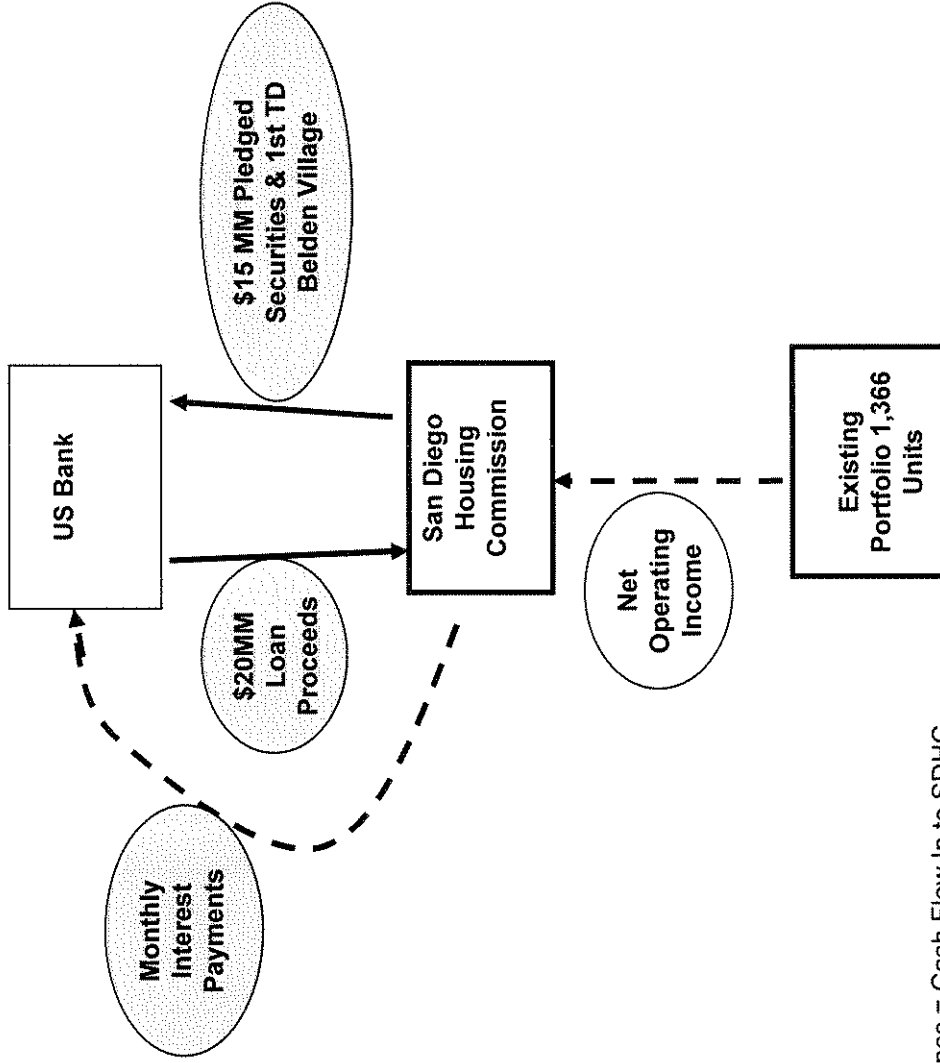 US Bank
Monthly
Interest
Payments
$20MM
Loan
Proceeds
$15 MM Pledged
Securities & 1st TD
Belden Village
San Diego
Housing
Commission
Net
Operating
Income
Existing
Portfolio 1,366
Units
= Cash Flow In to SDHC